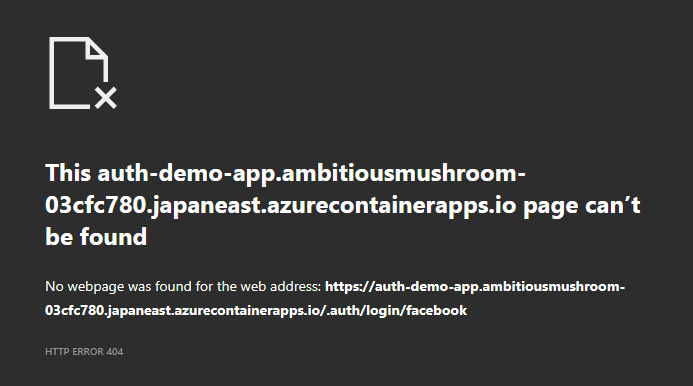 This auth-demo-app.ambitiousmushroom-
03cfc780.japaneast.azurecontainerapps.io page can’t
be found
No webpage was found for the web address: https://auth-demo-app.ambitiousmushroom-
03cfc780.japaneast.azurecontainerapps.io/.auth/login/facebook
HTTP ERROR 404